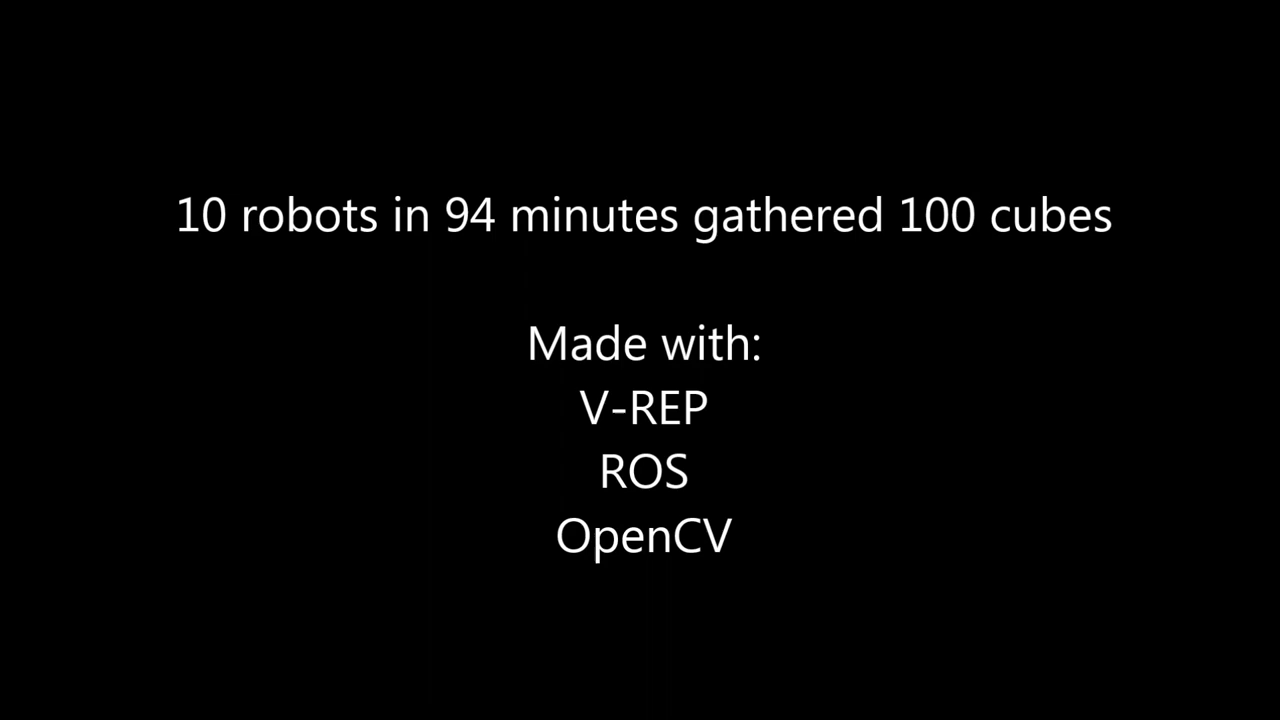 10 robots in 94 minutes gathered 100 cubes
Made with:
V-REP
ROS
OpenCV